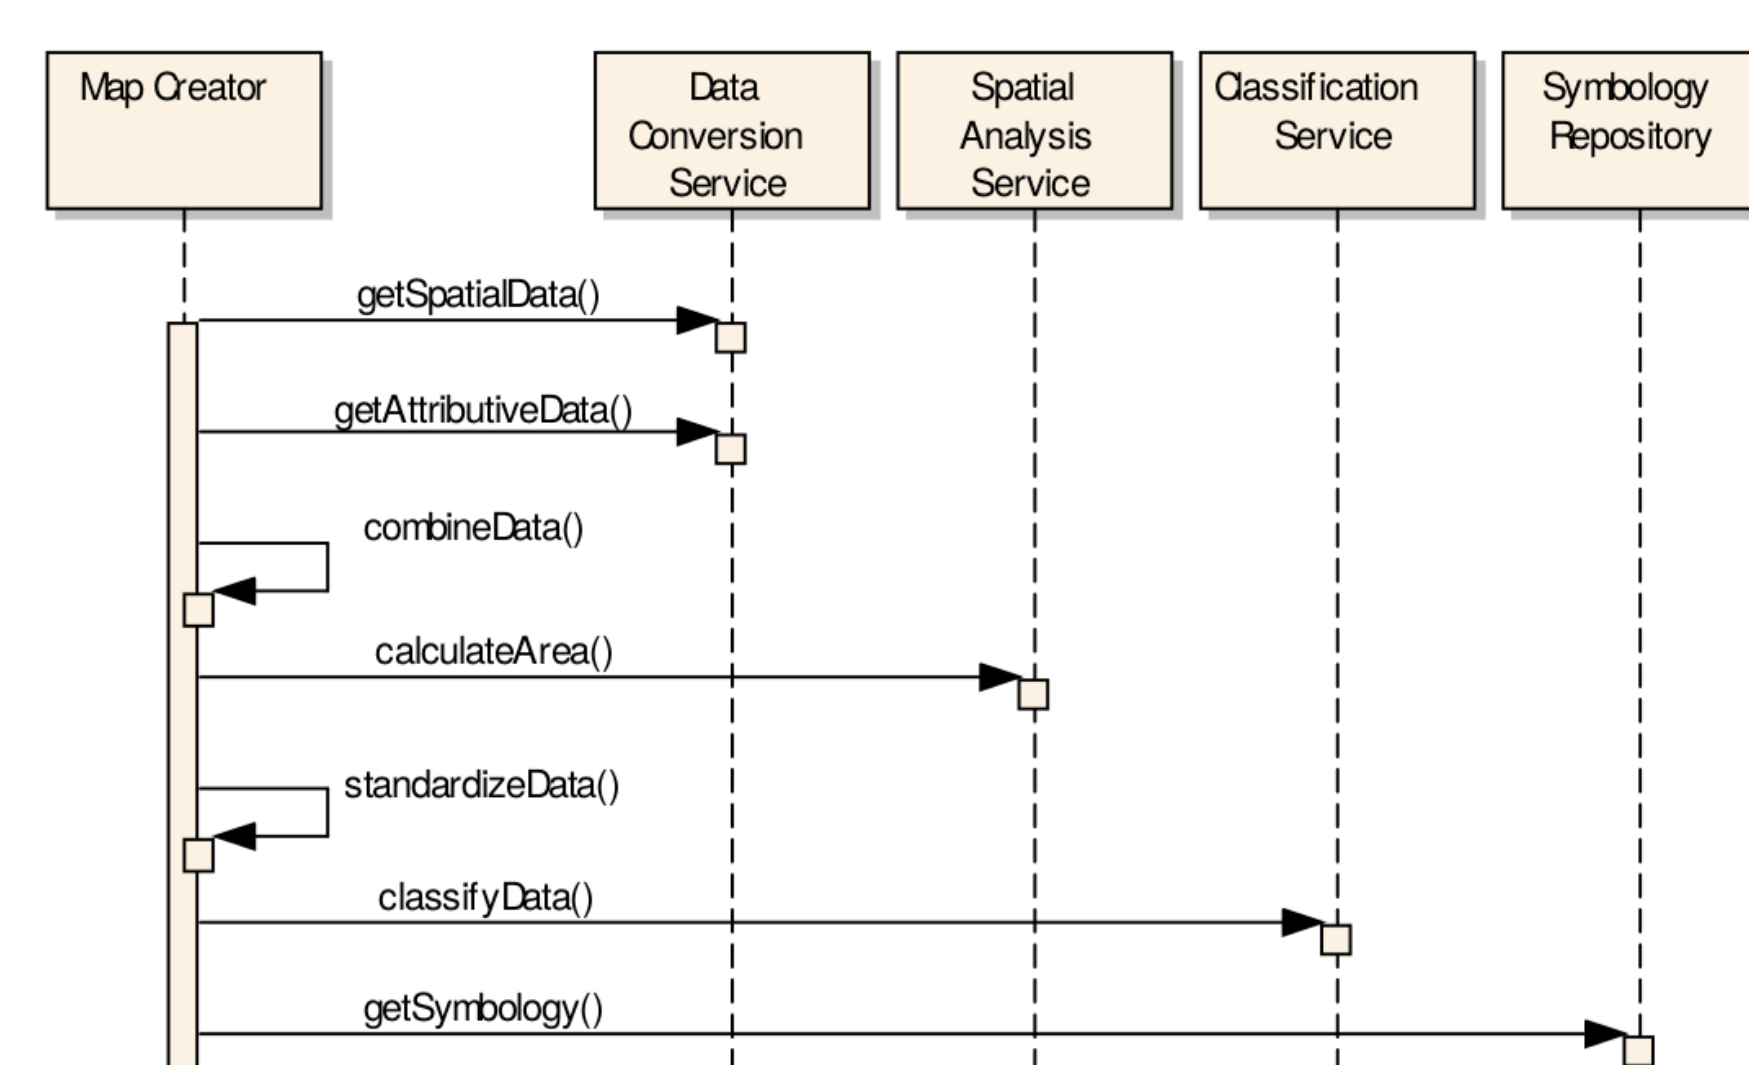 Map Creator
Data
Conversion
Service
Spatial
Analysis
Service
Classification
Service
Symbology
Repository
getSpatialData()
getAttributiveData()
combineData()
calculateArea()
standardizeData()
classifyData()
getSymbology()